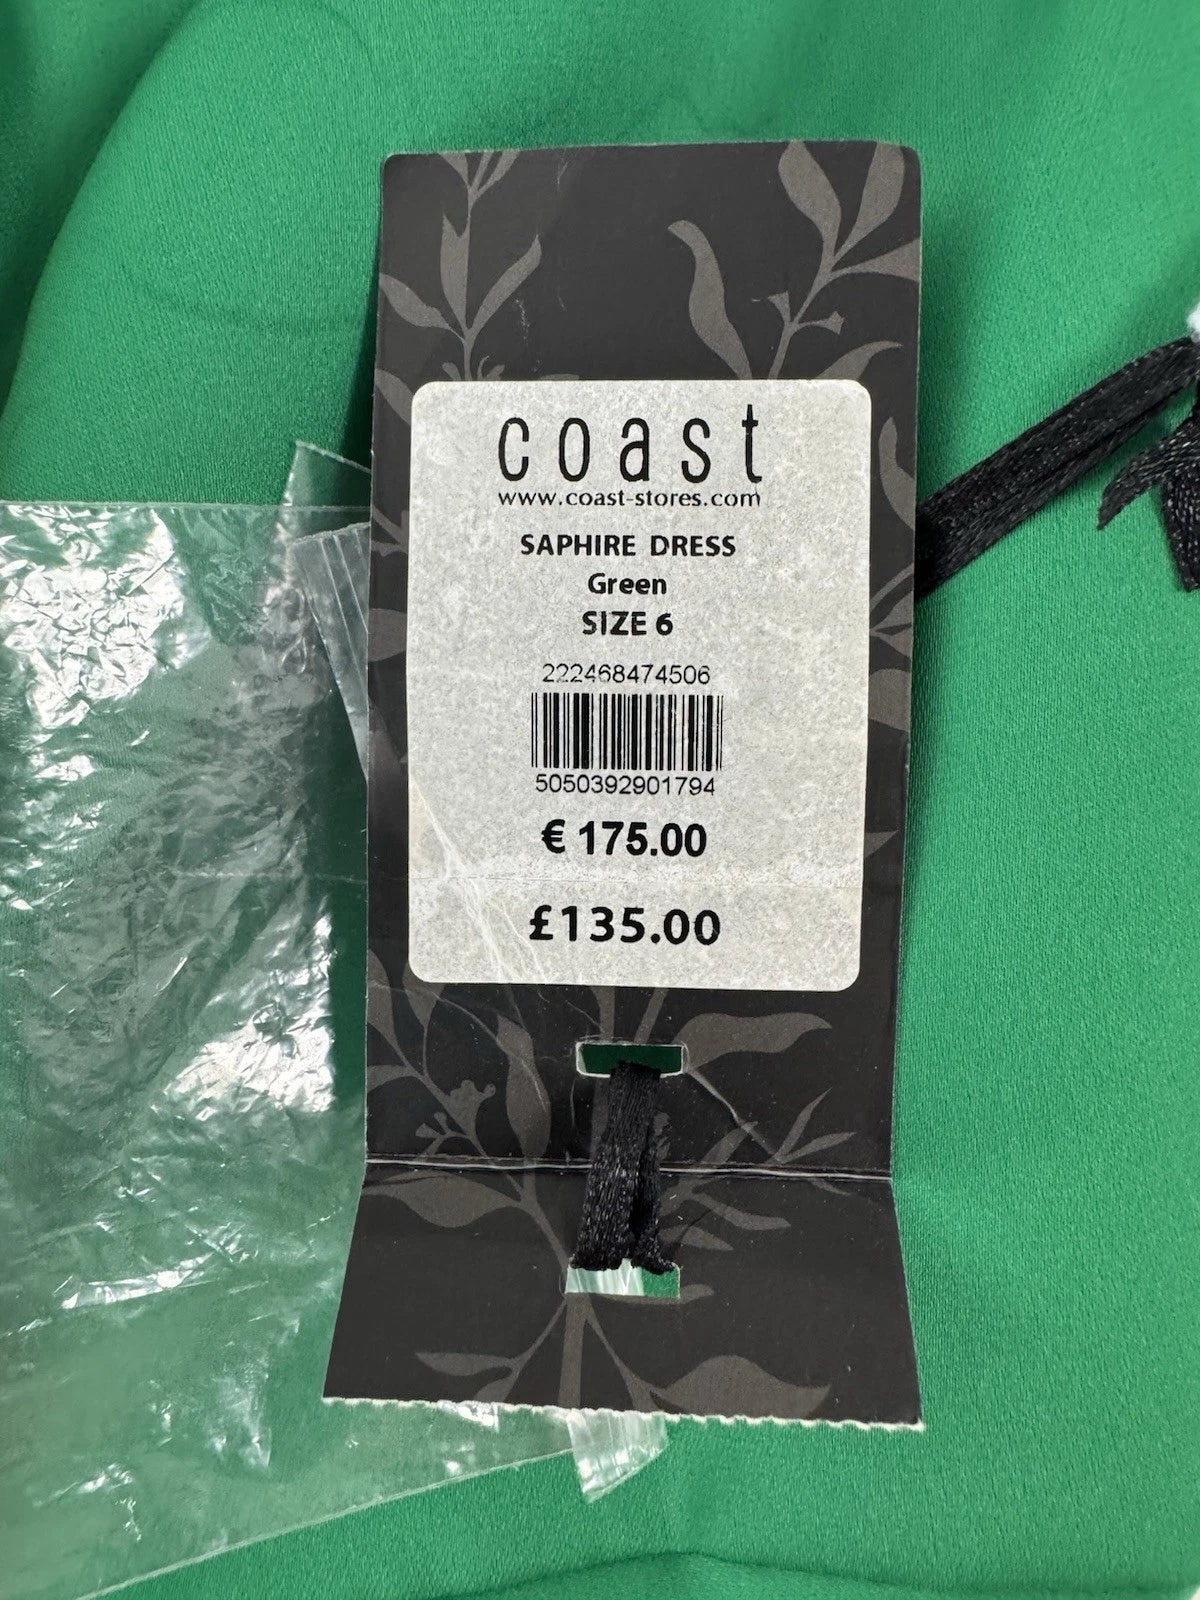 coast
www.coast-stores.com
SAPHIRE DRESS
Green
SIZE 6
222468474506
5050392901794
€ 175.00
£135.00